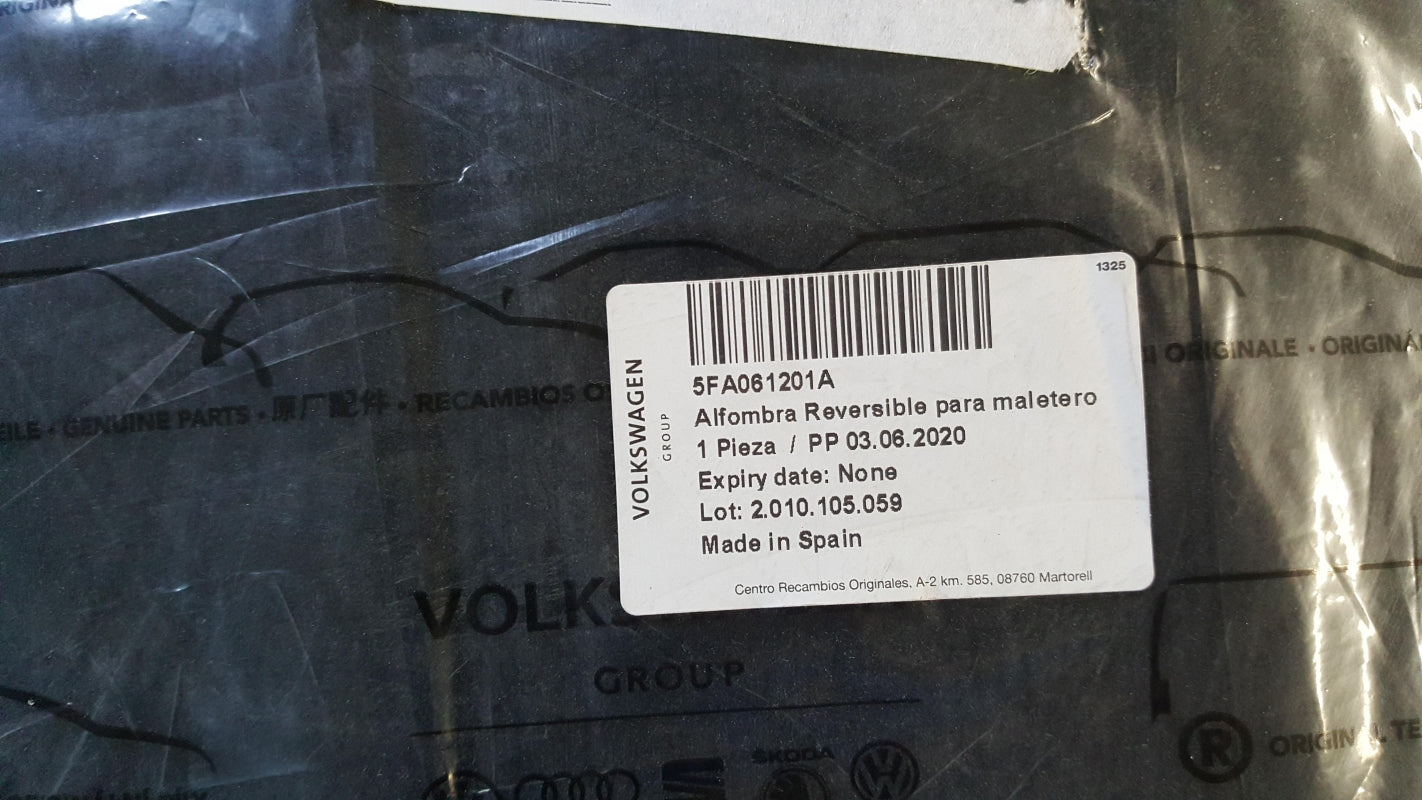 1325
VOLKSWAGEN
GROUP
5FA061201A
Alfombra Reversible para maletero
1 Pieza / PP 03.06.2020
Expiry date: None
Lot: 2.010.105.059
Made in Spain
Centro Recambios Originales, A-2 km. 585, 08760 Martorell
ORIGINALE •
GENUINE PARTS • 原厂配件 • RECAMBIOS
GROUP
ŠKODA
®